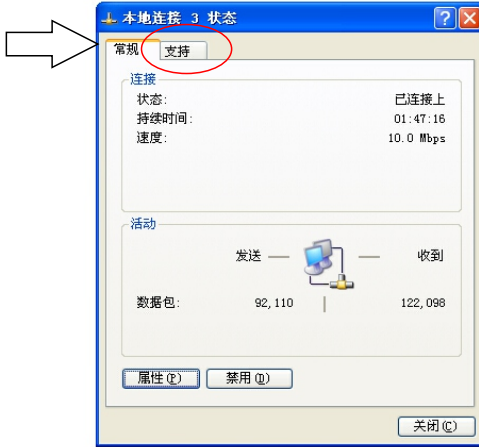 本地连接 3 状态
常规 支持
连接
状态: 已连接上
持续时间: 01:47:16
速度: 10.0 Mbps
活动
发送 — — 收到
数据包: 92,110 | 122,098
属性(P) 禁用(D)
关闭(C)